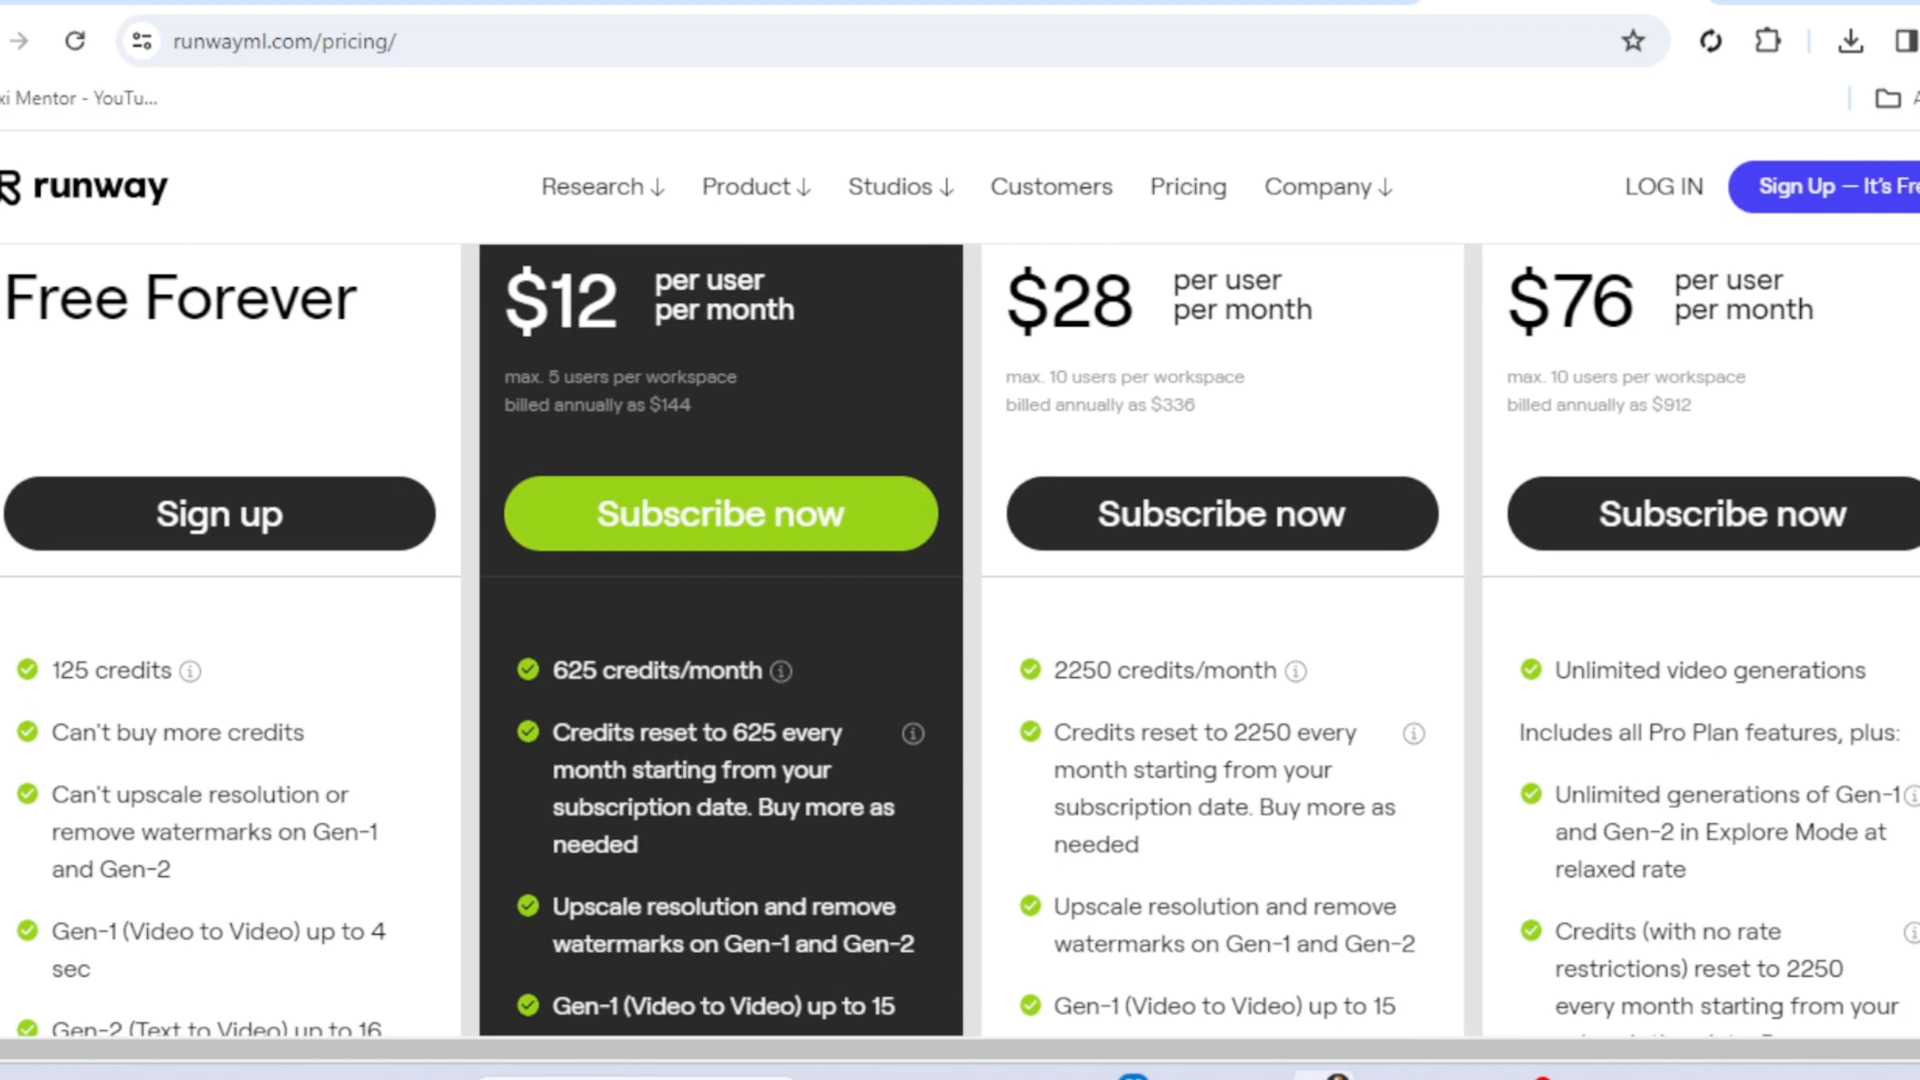 runwayml.com/pricing/
xi Mentor - YouTu...
runway
Research ↓
Product ↓
Studios ↓
Customers
Pricing
Company ↓
LOG IN
Sign Up — It's Fre
Free Forever
Sign up
125 credits
Can't buy more credits
Can't upscale resolution or
remove watermarks on Gen-1
and Gen-2
Gen-1 (Video to Video) up to 4
sec
Gen-2 (Text to Video) up to 16
$12 per user
per month
max. 5 users per workspace
billed annually as $144
Subscribe now
625 credits/month
Credits reset to 625 every
month starting from your
subscription date. Buy more as
needed
Upscale resolution and remove
watermarks on Gen-1 and Gen-2
Gen-1 (Video to Video) up to 15
$28 per user
per month
max. 10 users per workspace
billed annually as $336
Subscribe now
2250 credits/month
Credits reset to 2250 every
month starting from your
subscription date. Buy more as
needed
Upscale resolution and remove
watermarks on Gen-1 and Gen-2
Gen-1 (Video to Video) up to 15
$76 per user
per month
max. 10 users per workspace
billed annually as $912
Subscribe now
Unlimited video generations
Includes all Pro Plan features, plus:
Unlimited generations of Gen-1
and Gen-2 in Explore Mode at
relaxed rate
Credits (with no rate
restrictions) reset to 2250
every month starting from your